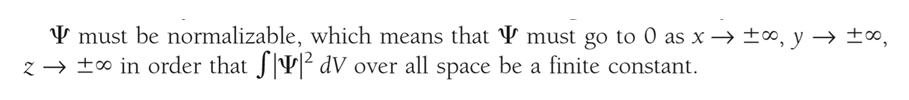 Ψ must be normalizable, which means that Ψ must go to 0 as x → ±∞, y → ±∞,
z → ±∞ in order that ∫|Ψ|² dV over all space be a finite constant.